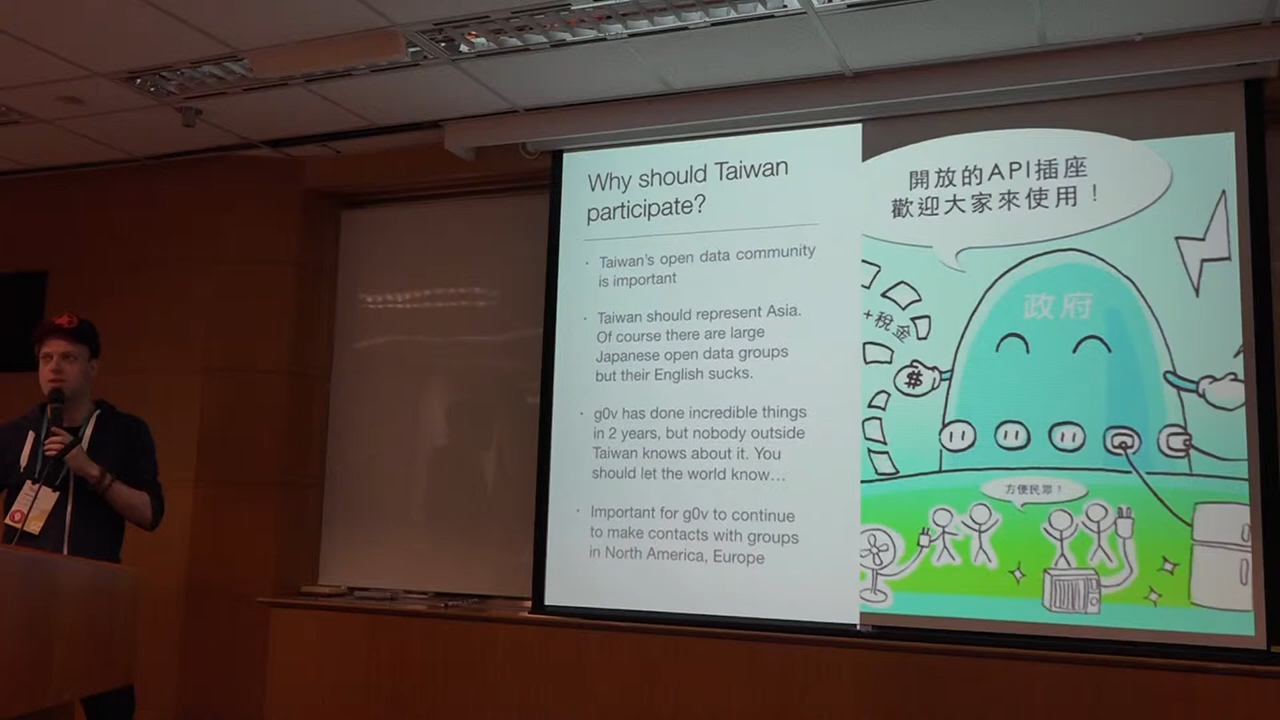 Why should Taiwan
participate?
· Taiwan's open data community
is important
· Taiwan should represent Asia.
Of course there are large
Japanese open data groups
but their English sucks.
· g0v has done incredible things
in 2 years, but nobody outside
Taiwan knows about it. You
should let the world know…
· Important for g0v to continue
to make contacts with groups
in North America, Europe
開放的API插座
歡迎大家來使用！
政府
+稅金
$
方便民眾！